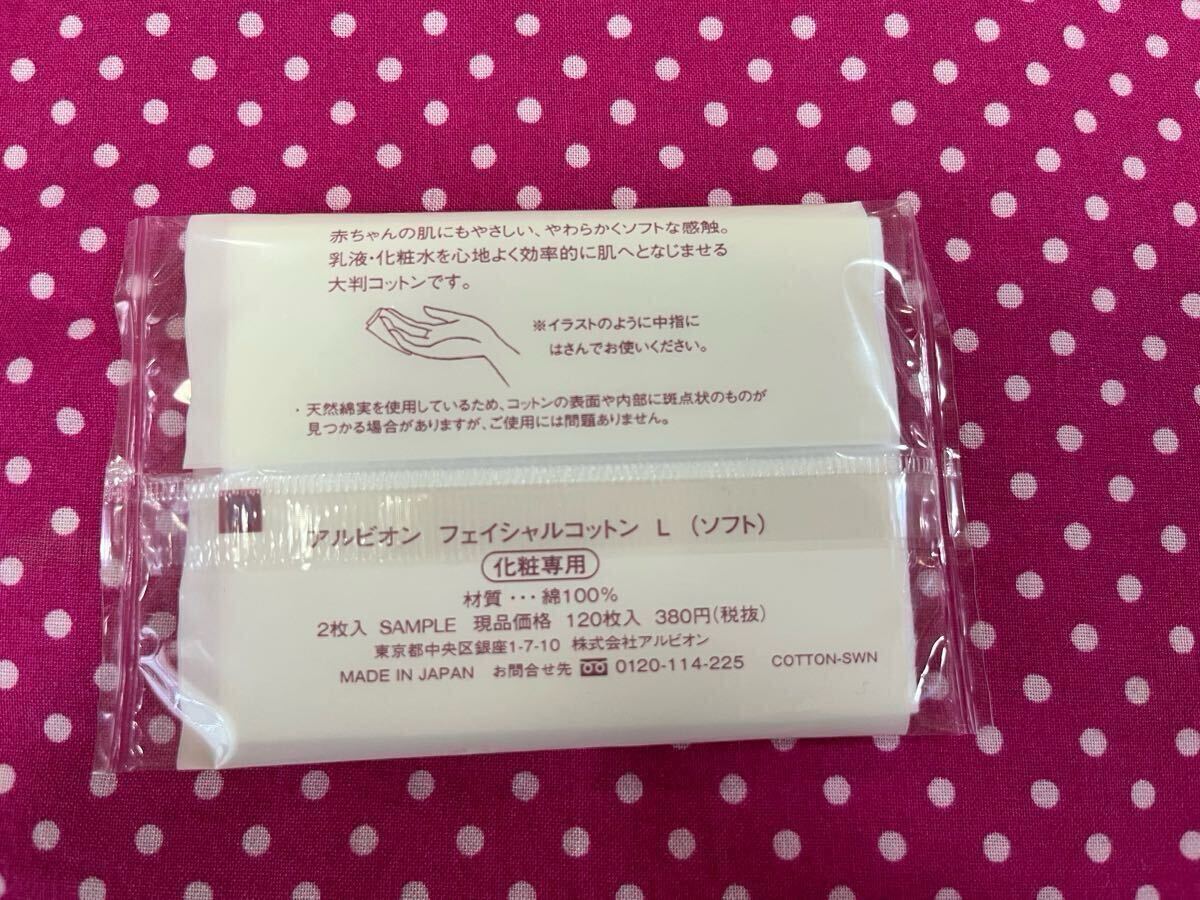 赤ちゃんの肌にもやさしい、やわらかくソフトな感触。
乳液・化粧水を心地よく効率的に肌へとなじませる
大判コットンです。
※イラストのように中指に
はさんでお使いください。
・天然綿実を使用しているため、コットンの表面や内部に斑点状のものが
見つかる場合がありますが、ご使用には問題ありません。
アルビオン フェイシャルコットン L （ソフト）
化粧専用
材質・・・綿100%
2枚入 SAMPLE 現品価格 120枚入 380円（税抜）
東京都中央区銀座1-7-10 株式会社アルビオン
MADE IN JAPAN お問合せ先 0120-114-225 COTTON-SWN